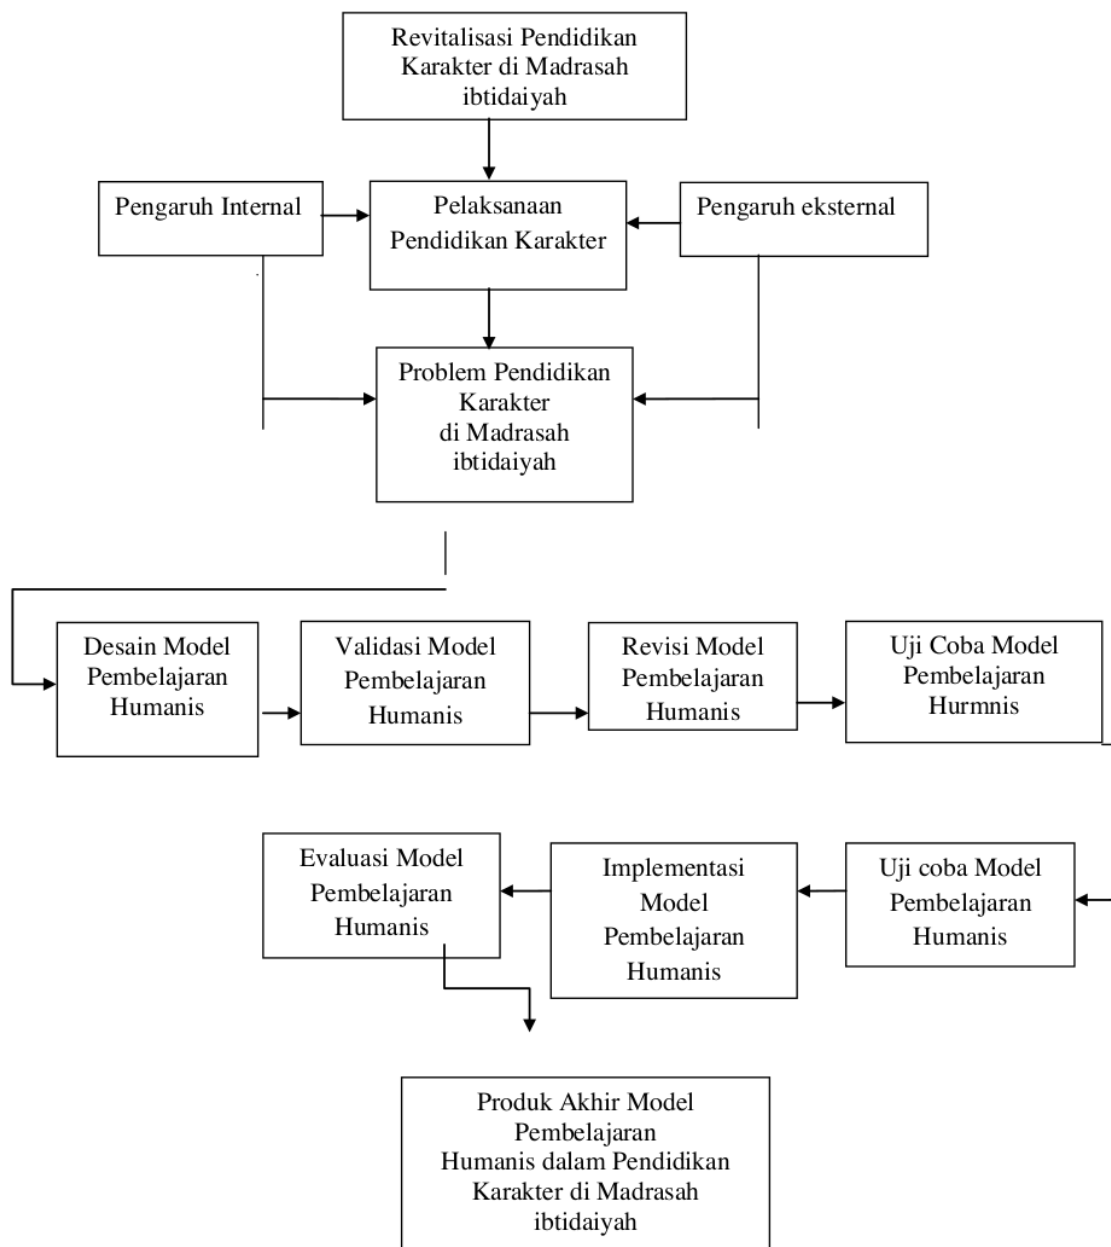 Revitalisasi Pendidikan
Karakter di Madrasah
ibtidaiyah
Pengaruh Internal
Pelaksanaan
Pendidikan Karakter
Pengaruh eksternal
Problem Pendidikan
Karakter
di Madrasah
ibtidaiyah
Desain Model
Pembelajaran
Humanis
Validasi Model
Pembelajaran
Humanis
Revisi Model
Pembelajaran
Humanis
Uji Coba Model
Pembelajaran
Hurmnis
Evaluasi Model
Pembelajaran
Humanis
Implementasi
Model
Pembelajaran
Humanis
Uji coba Model
Pembelajaran
Humanis
Produk Akhir Model
Pembelajaran
Humanis dalam Pendidikan
Karakter di Madrasah
ibtidaiyah